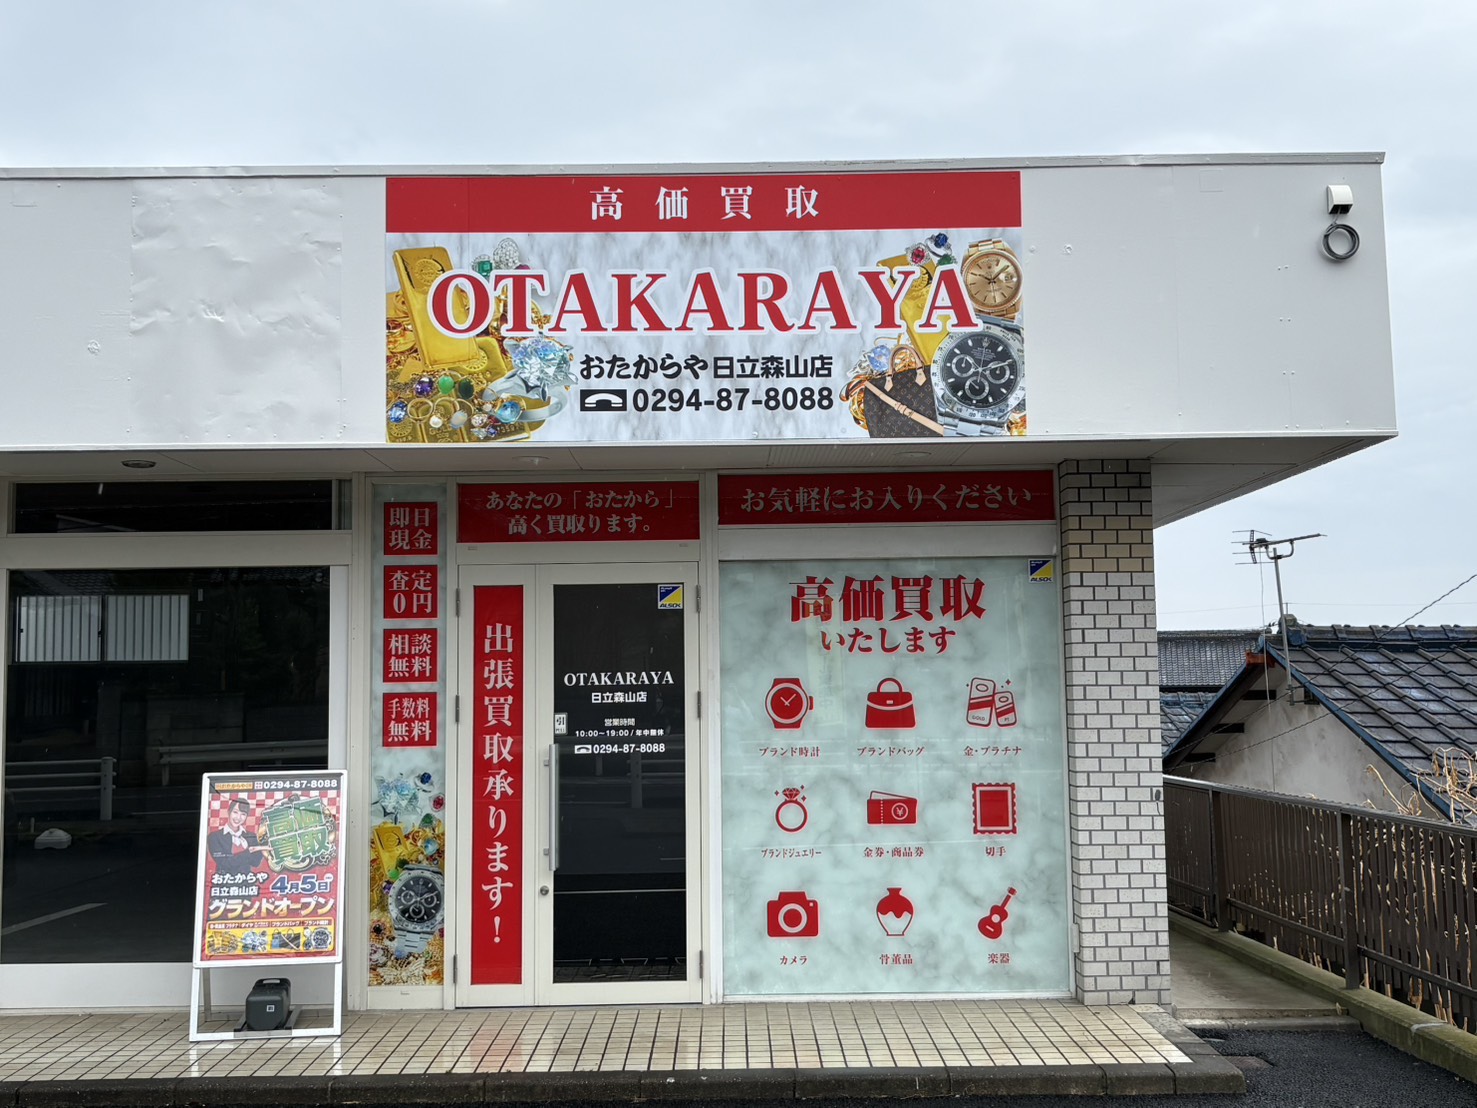 高価買取
OTAKARAYA
おたからや日立森山店
0294-87-8088
即日
現金
査定
0円
相談
無料
手数料
無料
あなたの「おたから」
高く買取ります。
お気軽にお入りください
出張買取承ります!
ALSOK
OTAKARAYA
日立森山店
営業時間
10:00-19:00/年中無休
0294-87-8088
引
ALSOK
高価買取
いたします
GOLD
ブランド時計
ブランドバッグ
金・プラチナ
ブランドジュエリー
金券・商品券
切手
カメラ
骨董品
楽器
0294-87-8088
高価
買取
おたからや
日立森山店
4月5日
グランドオープン